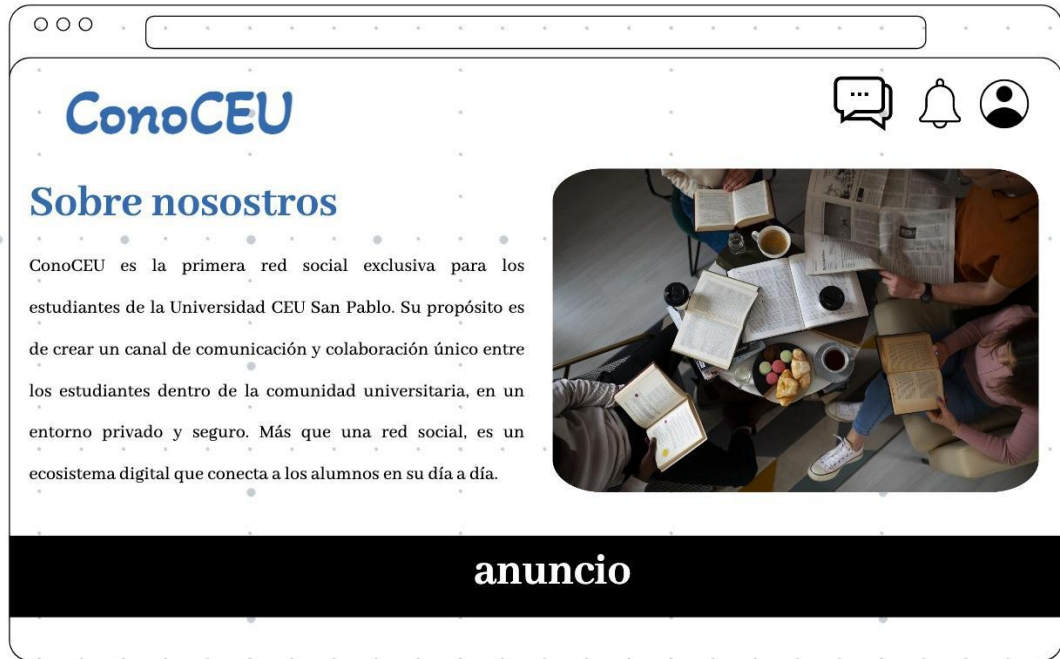 ConoCEU
Sobre nosostros
ConoCEU es la primera red social exclusiva para los
estudiantes de la Universidad CEU San Pablo. Su propósito es
de crear un canal de comunicación y colaboración único entre
los estudiantes dentro de la comunidad universitaria, en un
entorno privado y seguro. Más que una red social, es un
ecosistema digital que conecta a los alumnos en su día a día.
anuncio